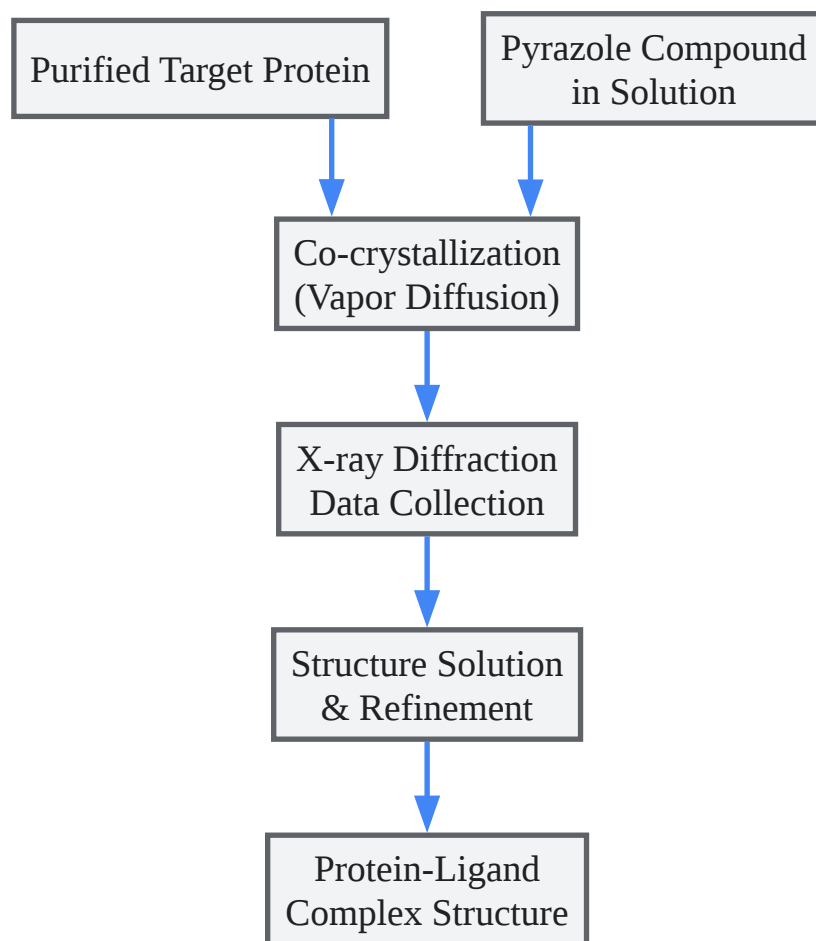 Purified Target Protein
Pyrazole Compound
in Solution
Co-crystallization
(Vapor Diffusion)
X-ray Diffraction
Data Collection
Structure Solution
& Refinement
Protein-Ligand
Complex Structure